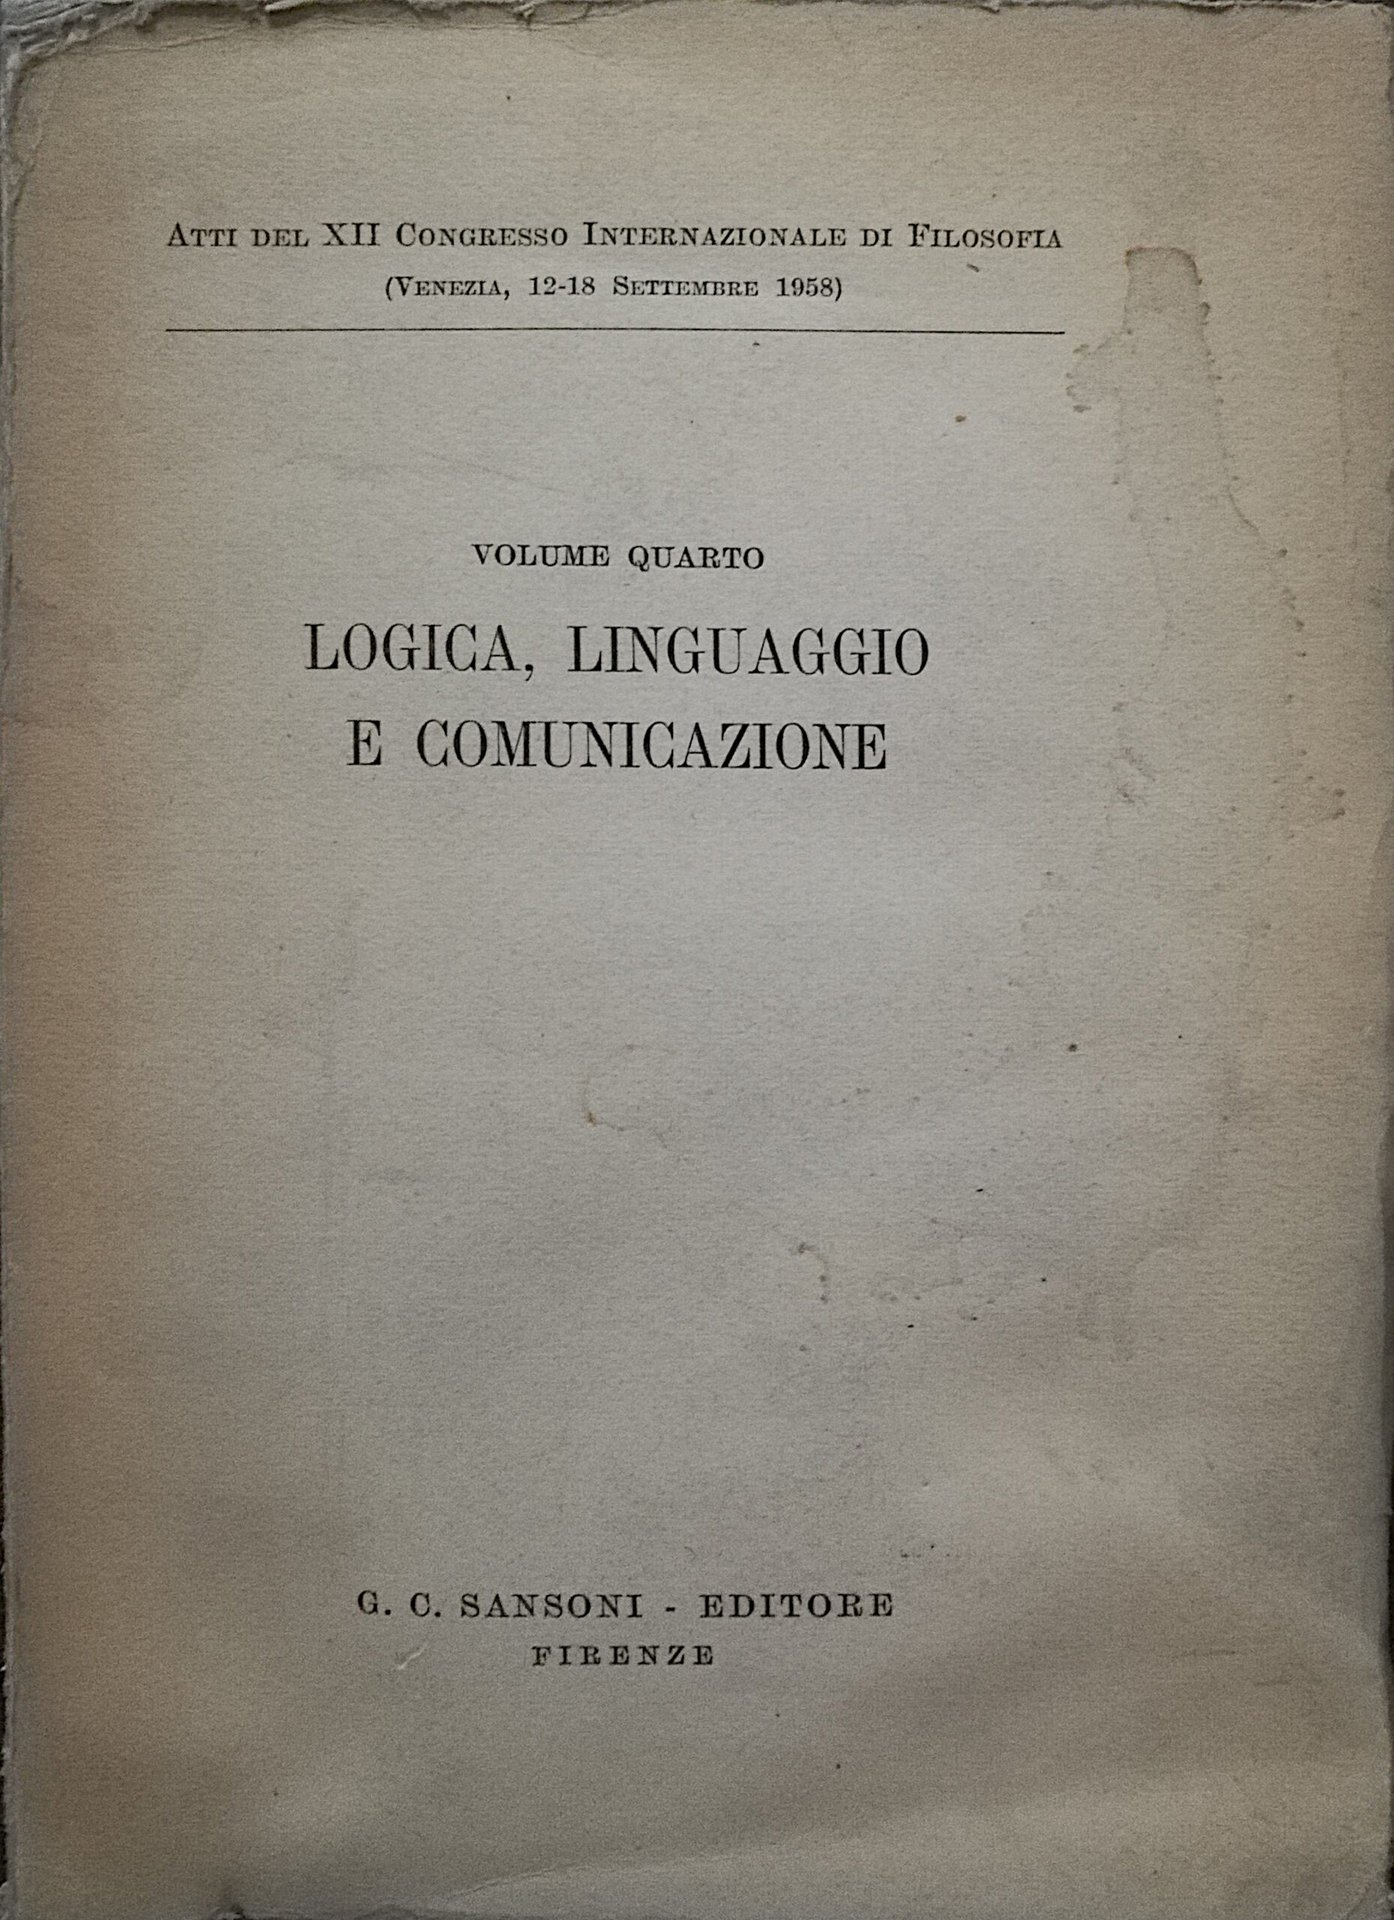 Atti del XII Congresso Internazionale di Filosofia
(Venezia, 12-18 Settembre 1958)
VOLUME QUARTO
LOGICA, LINGUAGGIO
E COMUNICAZIONE
G. C. SANSONI - EDITORE
FIRENZE